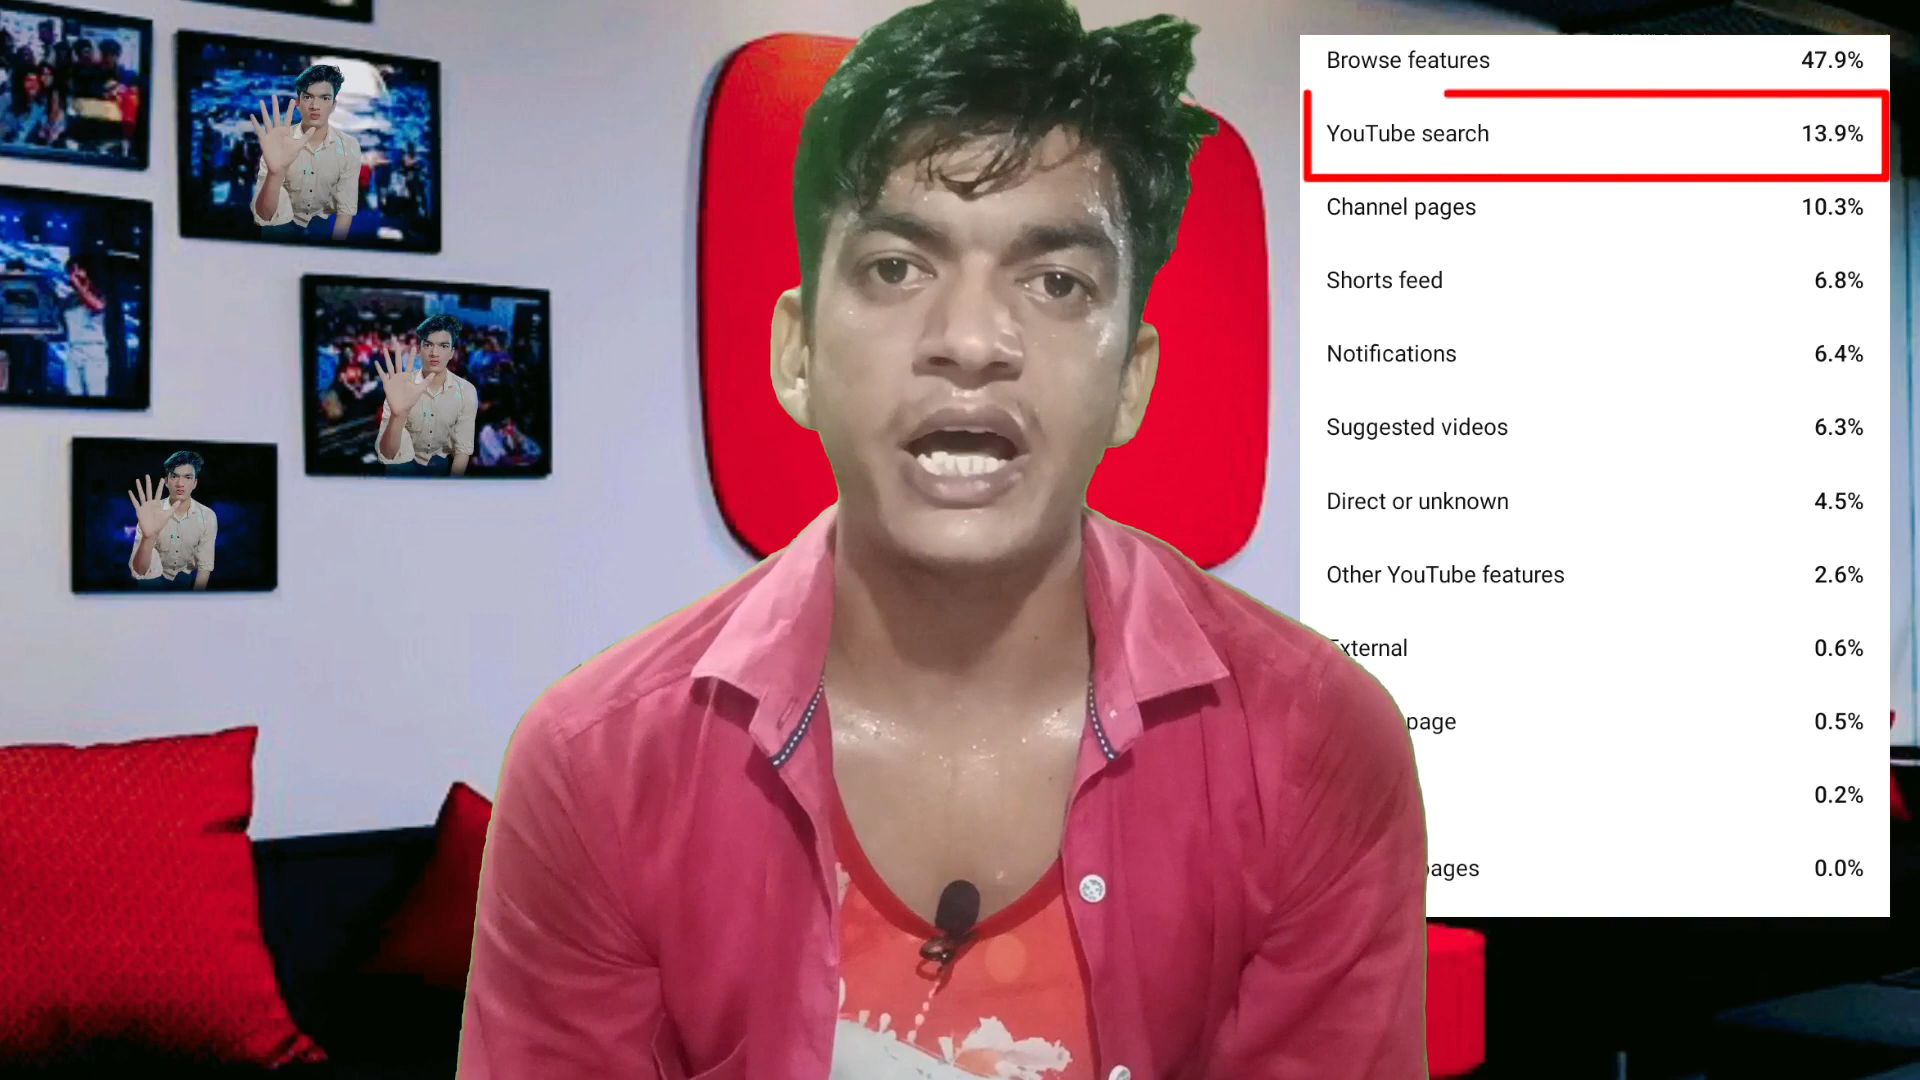 Browse features 47.9%
YouTube search 13.9%
Channel pages 10.3%
Shorts feed 6.8%
Notifications 6.4%
Suggested videos 6.3%
Direct or unknown 4.5%
Other YouTube features 2.6%
External 0.6%
page 0.5%
0.2%
0.0%